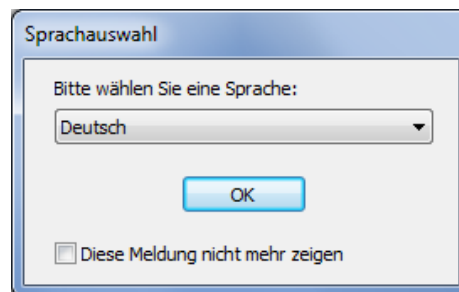 Sprachauswahl
Bitte wählen Sie eine Sprache:
Deutsch
OK
Diese Meldung nicht mehr zeigen